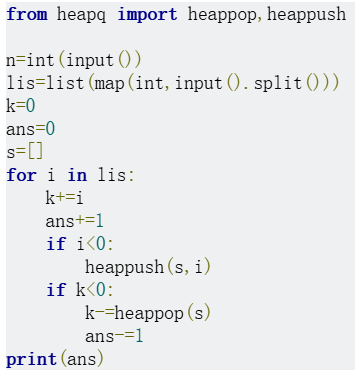 from heapq import heappop,heappush

n=int(input())
lis=list(map(int,input().split()))
k=0
ans=0
s=[]
for i in lis:
    k+=i
    ans+=1
    if i<0:
        heappush(s,i)
    if k<0:
        k-=heappop(s)
        ans-=1
print(ans)